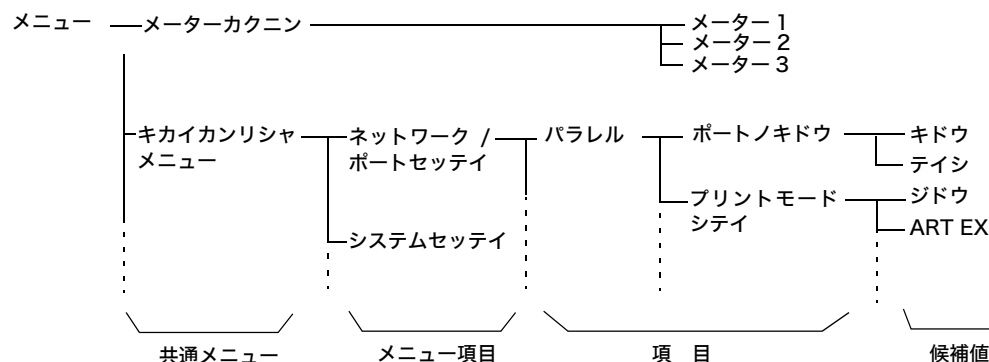 メニュー
メーターカクニン
メーター1
メーター2
メーター3
キカイカンリシャ
メニュー
ネットワーク /
ポートセッテイ
パラレル
ポートノキドウ
キドウ
テイシ
プリントモード
シテイ
ジドウ
ART EX
システムセッテイ
共通メニュー
メニュー項目
項 目
候補値